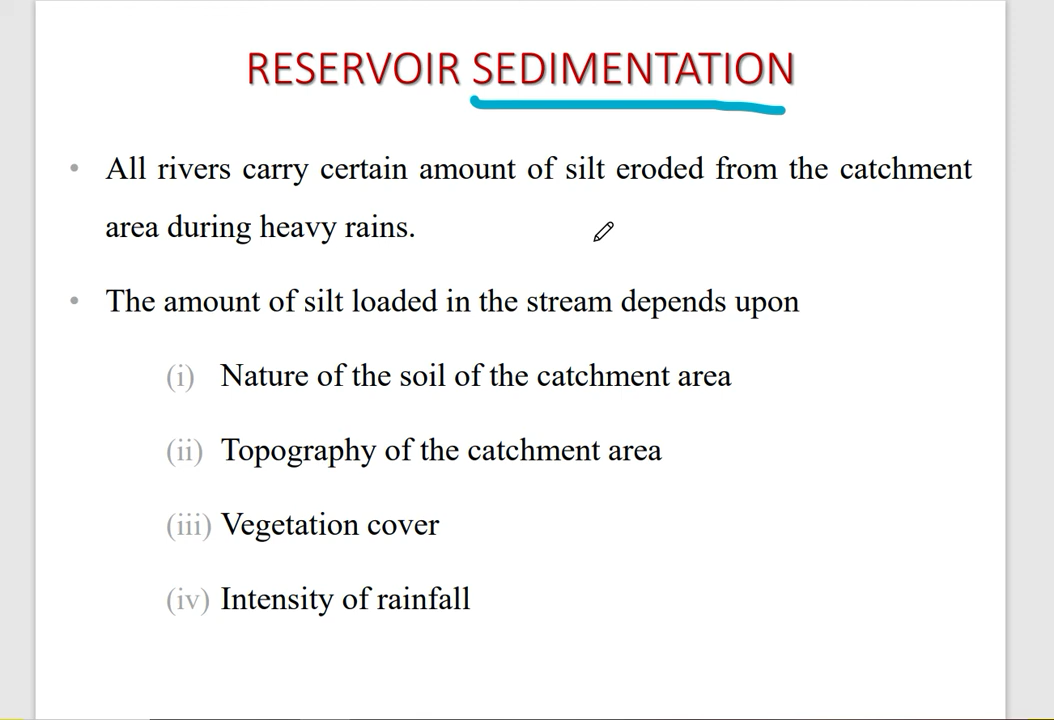 RESERVOIR SEDIMENTATION
• All rivers carry certain amount of silt eroded from the catchment
area during heavy rains.
• The amount of silt loaded in the stream depends upon
(i) Nature of the soil of the catchment area
(ii) Topography of the catchment area
(iii) Vegetation cover
(iv) Intensity of rainfall